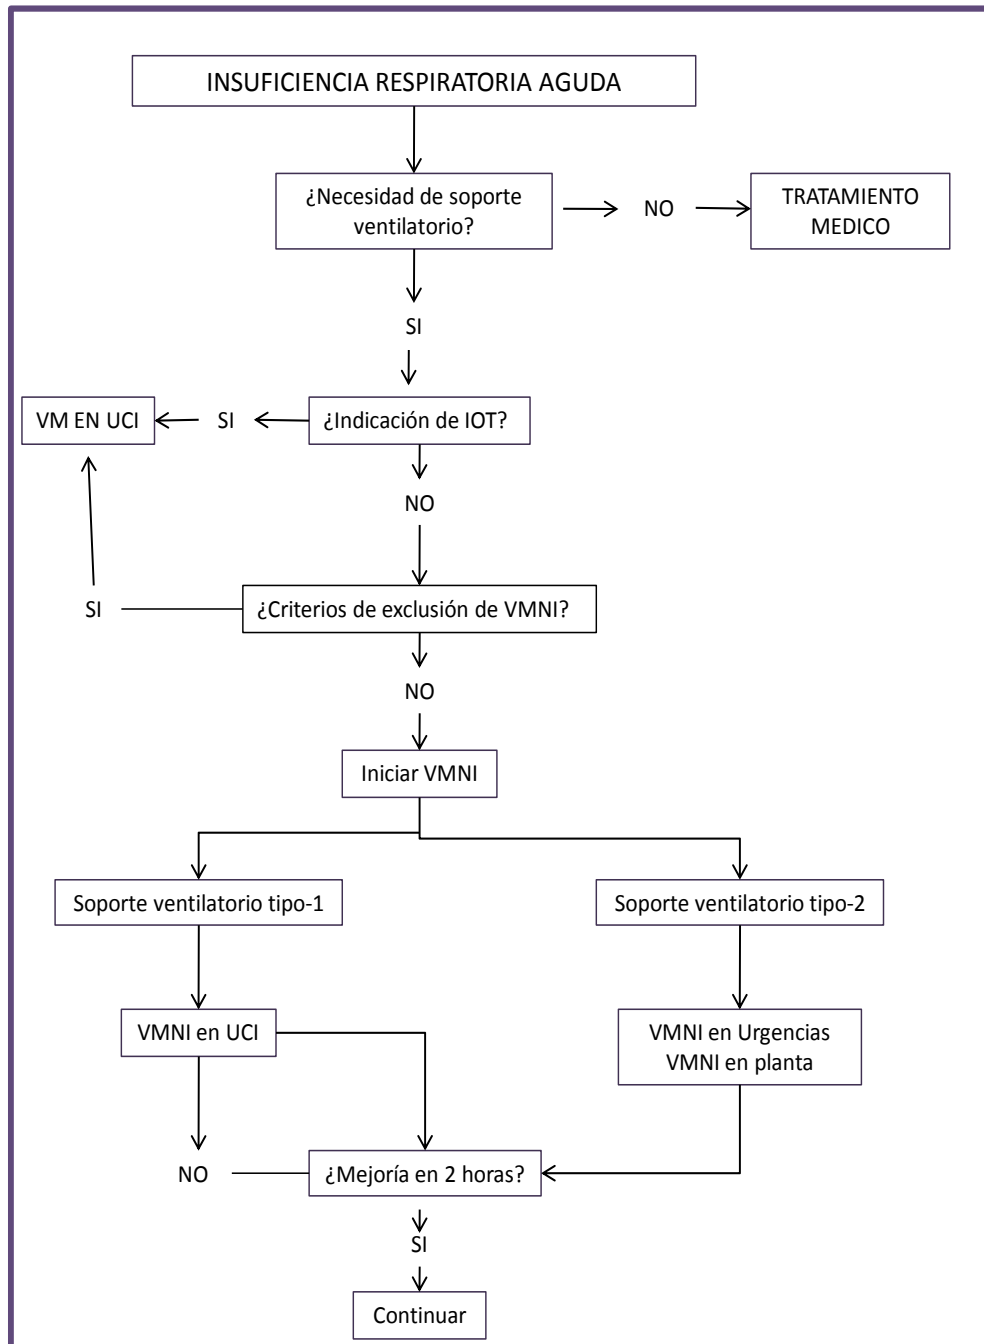 INSUFICIENCIA RESPIRATORIA AGUDA
¿Necesidad de soporte
ventilatorio?
NO
TRATAMIENTO
MEDICO
SI
VM EN UCI
SI
¿Indicación de IOT?
NO
SI
¿Criterios de exclusión de VMNI?
NO
Iniciar VMNI
Soporte ventilatorio tipo-1
Soporte ventilatorio tipo-2
VMNI en UCI
VMNI en Urgencias
VMNI en planta
NO
¿Mejoría en 2 horas?
SI
Continuar